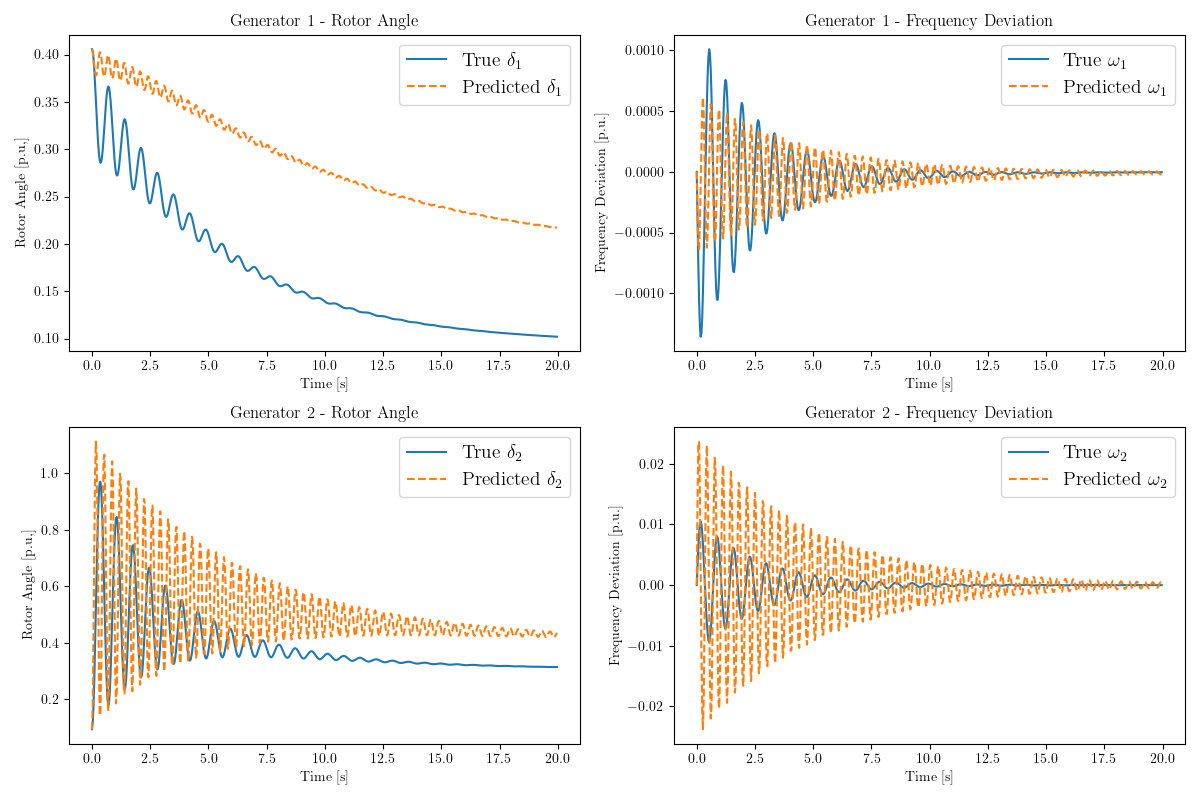 Generator 1 - Rotor Angle
0.40
0.35
0.30
0.25
0.20
0.15
0.10
Rotor Angle [p.u,]
True δ₁
Predicted δ₁
0.0 2.5 5.0 7.5 10.0 12.5 15.0 17.5 20.0
Time [s]
Generator 1 - Frequency Deviation
0.0010
0.0005
0.0000
−0.0005
−0.0010
Frequency Deviation [p.u.]
True ω₁
Predicted ω₁
0.0 2.5 5.0 7.5 10.0 12.5 15.0 17.5 20.0
Time [s]
Generator 2 - Rotor Angle
1.0
0.8
0.6
0.4
0.2
Rotor Angle [p.u,]
True δ₂
Predicted δ₂
0.0 2.5 5.0 7.5 10.0 12.5 15.0 17.5 20.0
Time [s]
Generator 2 - Frequency Deviation
0.02
0.01
0.00
−0.01
−0.02
Frequency Deviation [p.u.]
True ω₂
Predicted ω₂
0.0 2.5 5.0 7.5 10.0 12.5 15.0 17.5 20.0
Time [s]